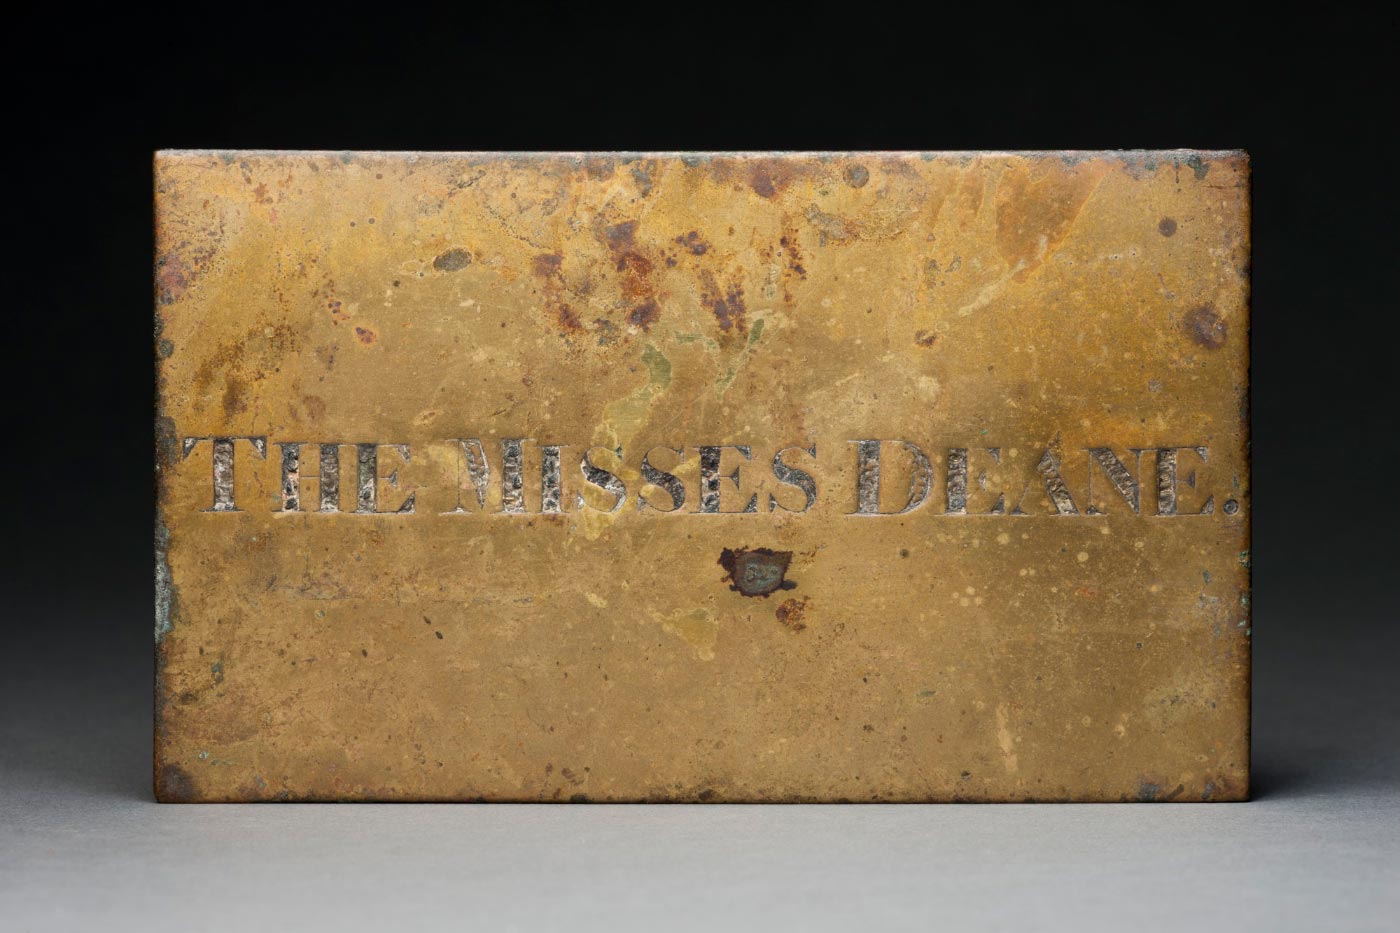 THE MISSES DEANE.